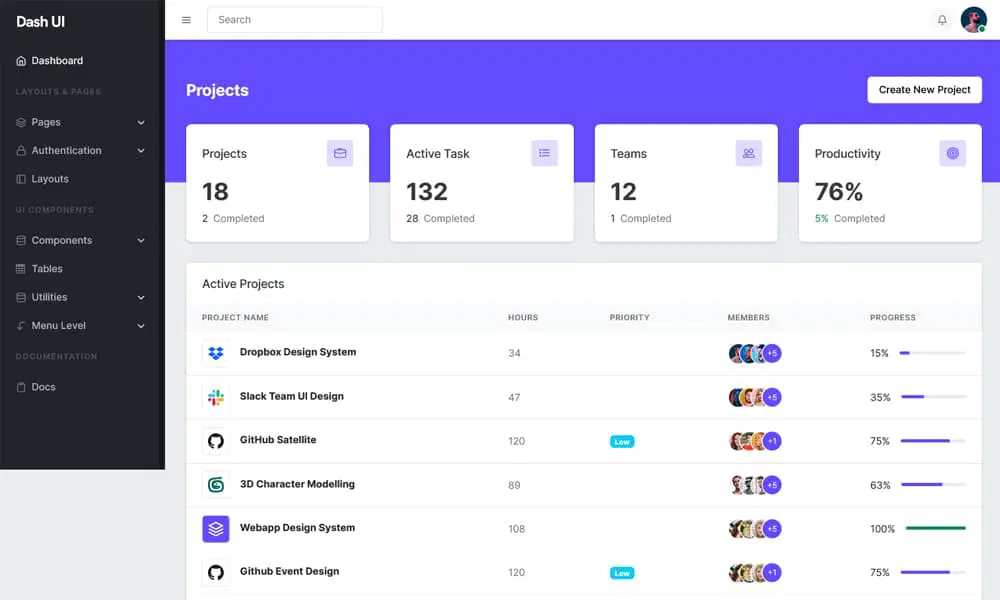 Dash UI
Search
Dashboard
LAYOUTS & PAGES
Pages
Authentication
Layouts
UI COMPONENTS
Components
Tables
Utilities
Menu Level
DOCUMENTATION
Docs
Projects
Create New Project
Projects
18
2 Completed
Active Task
132
28 Completed
Teams
12
1 Completed
Productivity
76%
5% Completed
Active Projects
PROJECT NAME HOURS PRIORITY MEMBERS PROGRESS
Dropbox Design System 34 +5 15%
Slack Team UI Design 47 +5 35%
GitHub Satellite 120 Low +1 75%
3D Character Modelling 89 +5 63%
Webapp Design System 108 +5 100%
Github Event Design 120 Low +1 75%